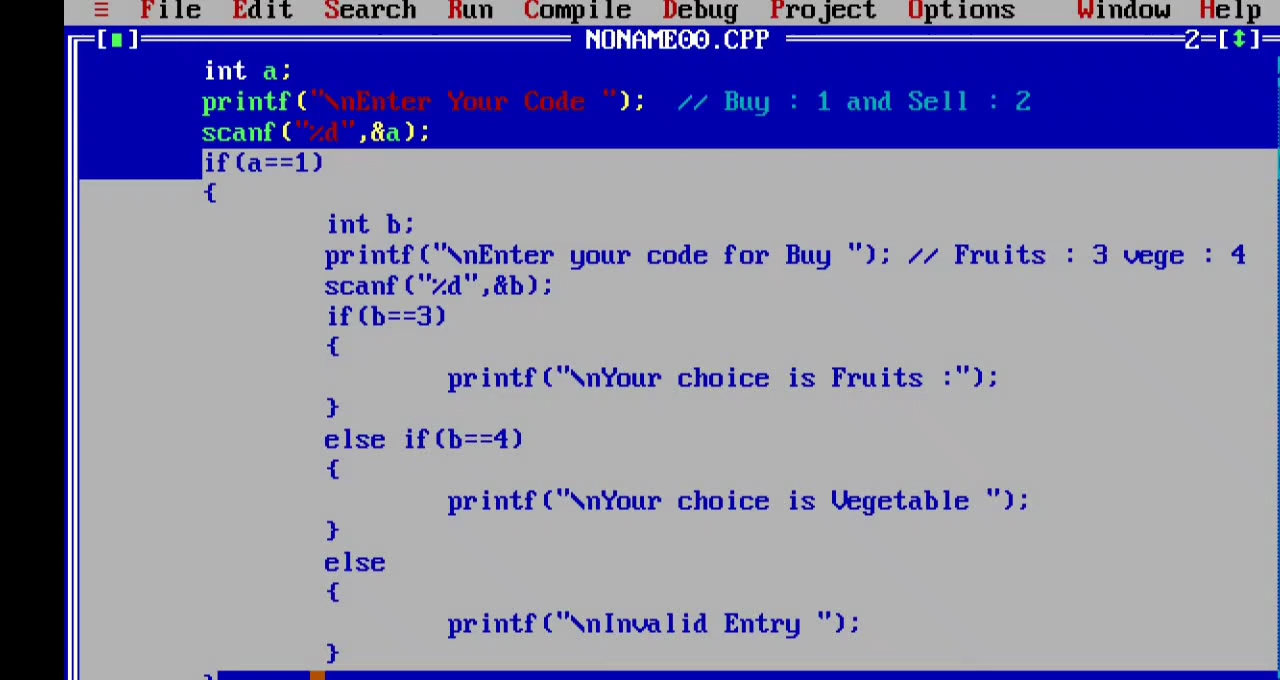 ≡ File Edit Search Run Compile Debug Project Options Window Help
[■] NONAME00.CPP 2=[↕]
int a;
printf("\nEnter Your Code "); // Buy : 1 and Sell : 2
scanf("%d",&a);
if(a==1)
{
int b;
printf("\nEnter your code for Buy "); // Fruits : 3 vege : 4
scanf("%d",&b);
if(b==3)
{
printf("\nYour choice is Fruits :");
}
else if(b==4)
{
printf("\nYour choice is Vegetable ");
}
else
{
printf("\nInvalid Entry ");
}
}